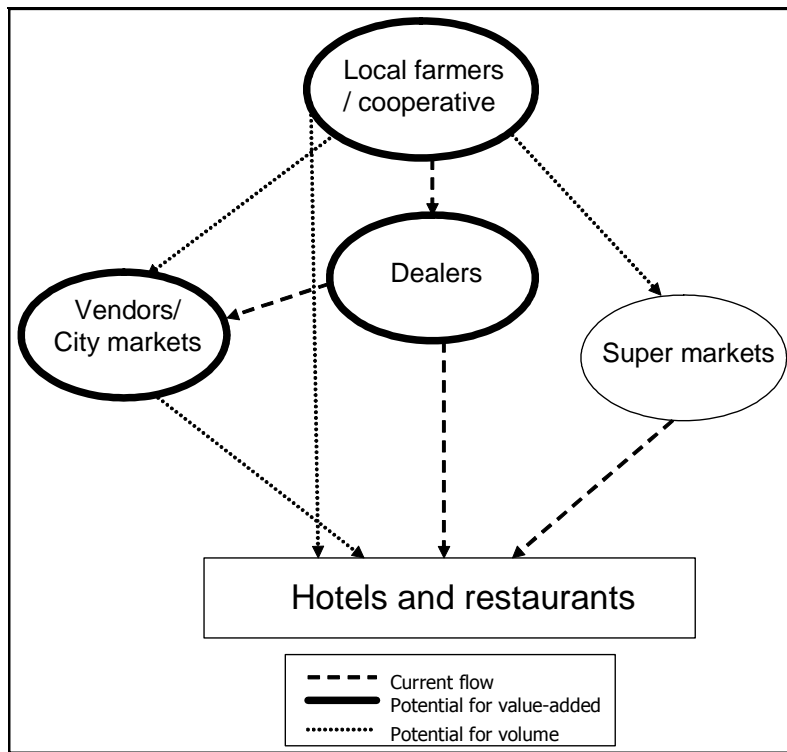 Local farmers
/ cooperative
Dealers
Vendors/
City markets
Super markets
Hotels and restaurants
Current flow
Potential for value-added
Potential for volume